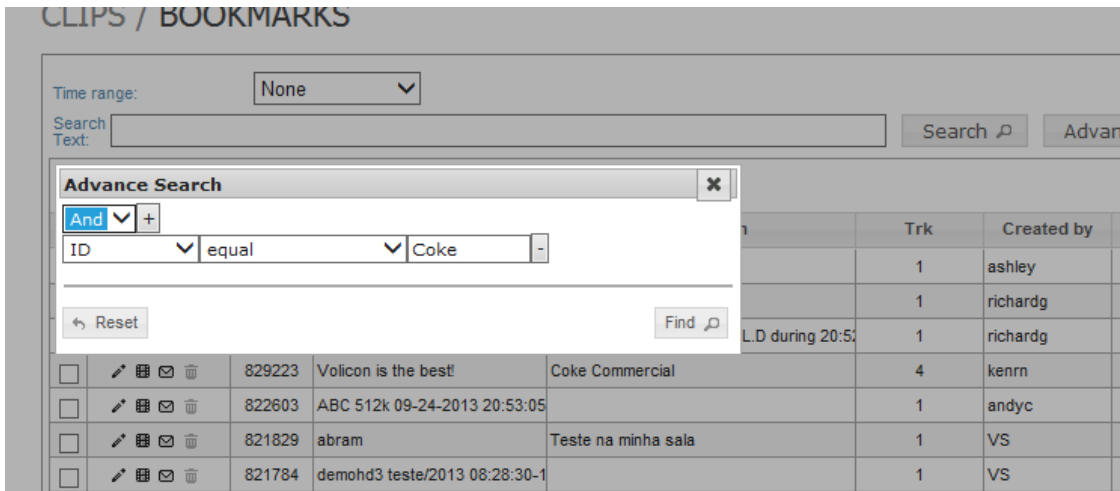 CLIPS / BOOKMARKS
Time range: None
Search Text: Search Advan
Advance Search
And +
ID equal Coke -
Reset Find
Trk Created by
1 ashley
1 richardg
L.D during 20:52 1 richardg
829223 Volicon is the best! Coke Commercial 4 kenrn
822603 ABC 512k 09-24-2013 20:53:05 1 andyc
821829 abram Teste na minha sala 1 VS
821784 demohd3 teste/2013 08:28:30-1 1 VS